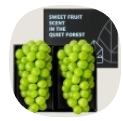 SWEET FRUIT
SCENT
IN THE
QUIET FOREST